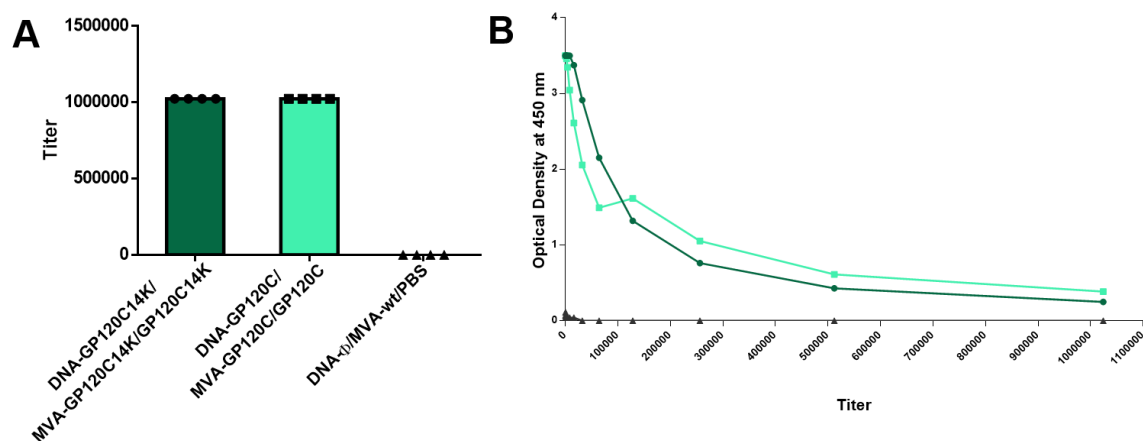 A
Titer
1500000
1000000
500000
0
DNA-GP120C14K/
MVA-GP120C14K/GP120C14K
DNA-GP120C/
MVA-GP120C/GP120C
DNA-ф/MVA-wt/PBS
B
Optical Density at 450 nm
4
3
2
1
0
0
100000
200000
300000
400000
500000
600000
700000
800000
900000
1000000
1100000
Titer